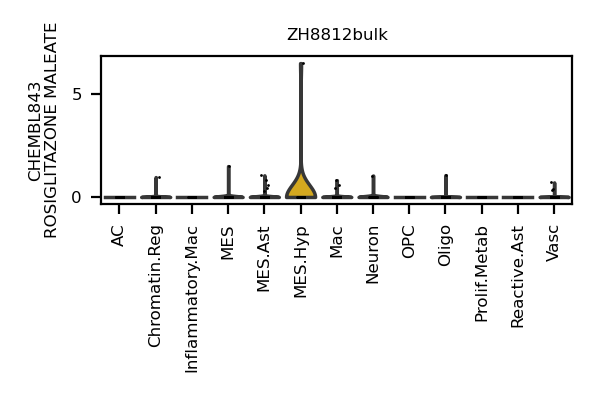 ZH8812bulk
CHEMBL843
ROSIGLITAZONE MALEATE
5
0
AC
Chromatin.Reg
Inflammatory.Mac
MES
MES.Ast
MES.Hyp
Mac
Neuron
OPC
Oligo
Prolif.Metab
Reactive.Ast
Vasc